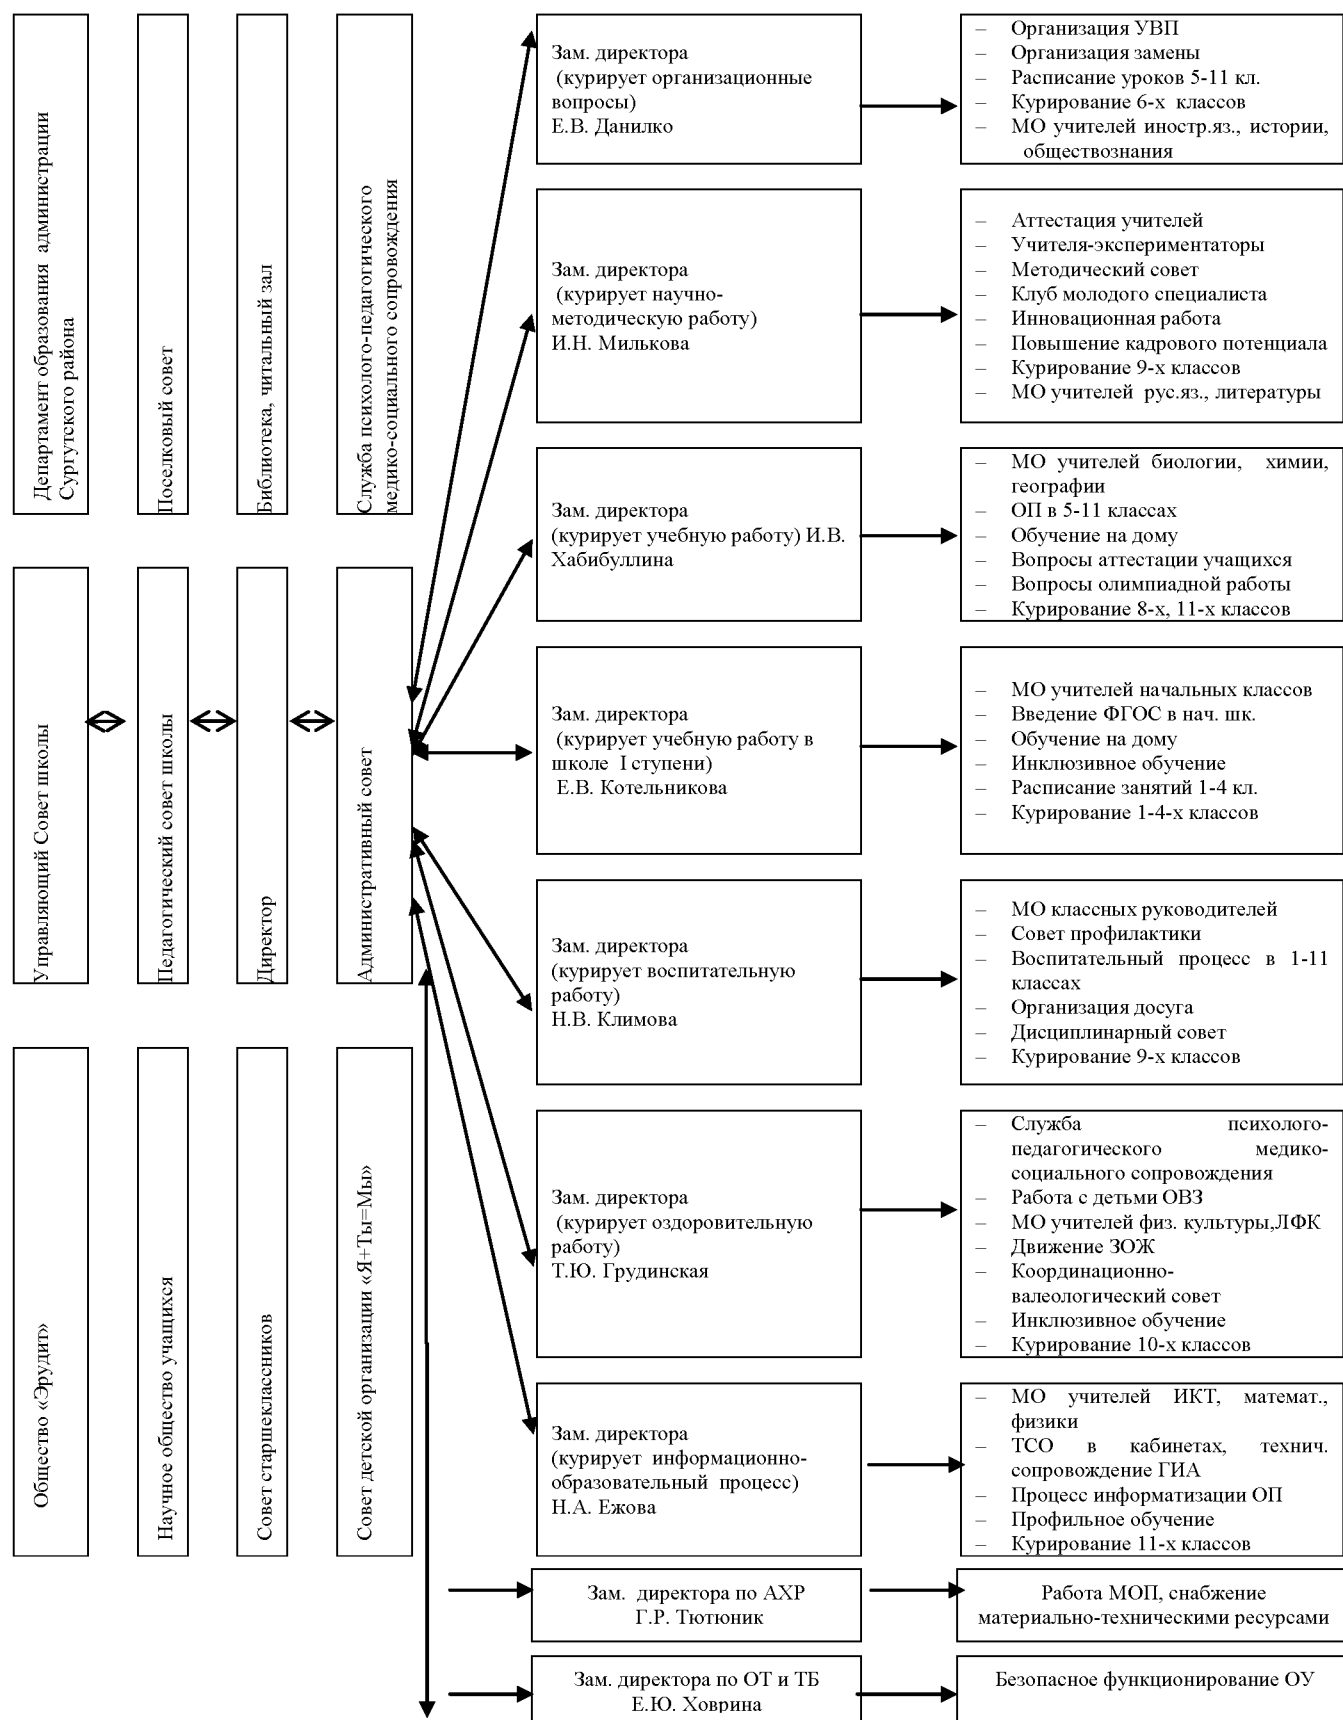 Департамент образования администрации
Сургутского района
Поселковый совет
Библиотека, читальный зал
Служба психолого-педагогического
медико-социального сопровождения
Управляющий Совет школы
Педагогический совет школы
Директор
Административный совет
Общество «Эрудит»
Научное общество учащихся
Совет старшеклассников
Совет детской организации «Я+Ты=Мы»
Зам. директора
(курирует организационные
вопросы)
Е.В. Данилко
– Организация УВП
– Организация замены
– Расписание уроков 5-11 кл.
– Курирование 6-х классов
– МО учителей иностр.яз., истории,
обществознания
Зам. директора
(курирует научно-
методическую работу)
И.Н. Милькова
– Аттестация учителей
– Учителя-экспериментаторы
– Методический совет
– Клуб молодого специалиста
– Инновационная работа
– Повышение кадрового потенциала
– Курирование 9-х классов
– МО учителей рус.яз., литературы
Зам. директора
(курирует учебную работу) И.В.
Хабибуллина
– МО учителей биологии, химии,
географии
– ОП в 5-11 классах
– Обучение на дому
– Вопросы аттестации учащихся
– Вопросы олимпиадной работы
– Курирование 8-х, 11-х классов
Зам. директора
(курирует учебную работу в
школе I ступени)
Е.В. Котельникова
– МО учителей начальных классов
– Введение ФГОС в нач. шк.
– Обучение на дому
– Инклюзивное обучение
– Расписание занятий 1-4 кл.
– Курирование 1-4-х классов
Зам. директора
(курирует воспитательную
работу)
Н.В. Климова
– МО классных руководителей
– Совет профилактики
– Воспитательный процесс в 1-11
классах
– Организация досуга
– Дисциплинарный совет
– Курирование 9-х классов
Зам. директора
(курирует оздоровительную
работу)
Т.Ю. Грудинская
– Служба психолого-
педагогического медико-
социального сопровождения
– Работа с детьми ОВЗ
– МО учителей физ. культуры,ЛФК
– Движение ЗОЖ
– Координационно-
валеологический совет
– Инклюзивное обучение
– Курирование 10-х классов
Зам. директора
(курирует информационно-
образовательный процесс)
Н.А. Ежова
– МО учителей ИКТ, математ.,
физики
– ТСО в кабинетах, технич.
сопровождение ГИА
– Процесс информатизации ОП
– Профильное обучение
– Курирование 11-х классов
Зам. директора по АХР
Г.Р. Тютюник
Работа МОП, снабжение
материально-техническими ресурсами
Зам. директора по ОТ и ТБ
Е.Ю. Ховрина
Безопасное функционирование ОУ